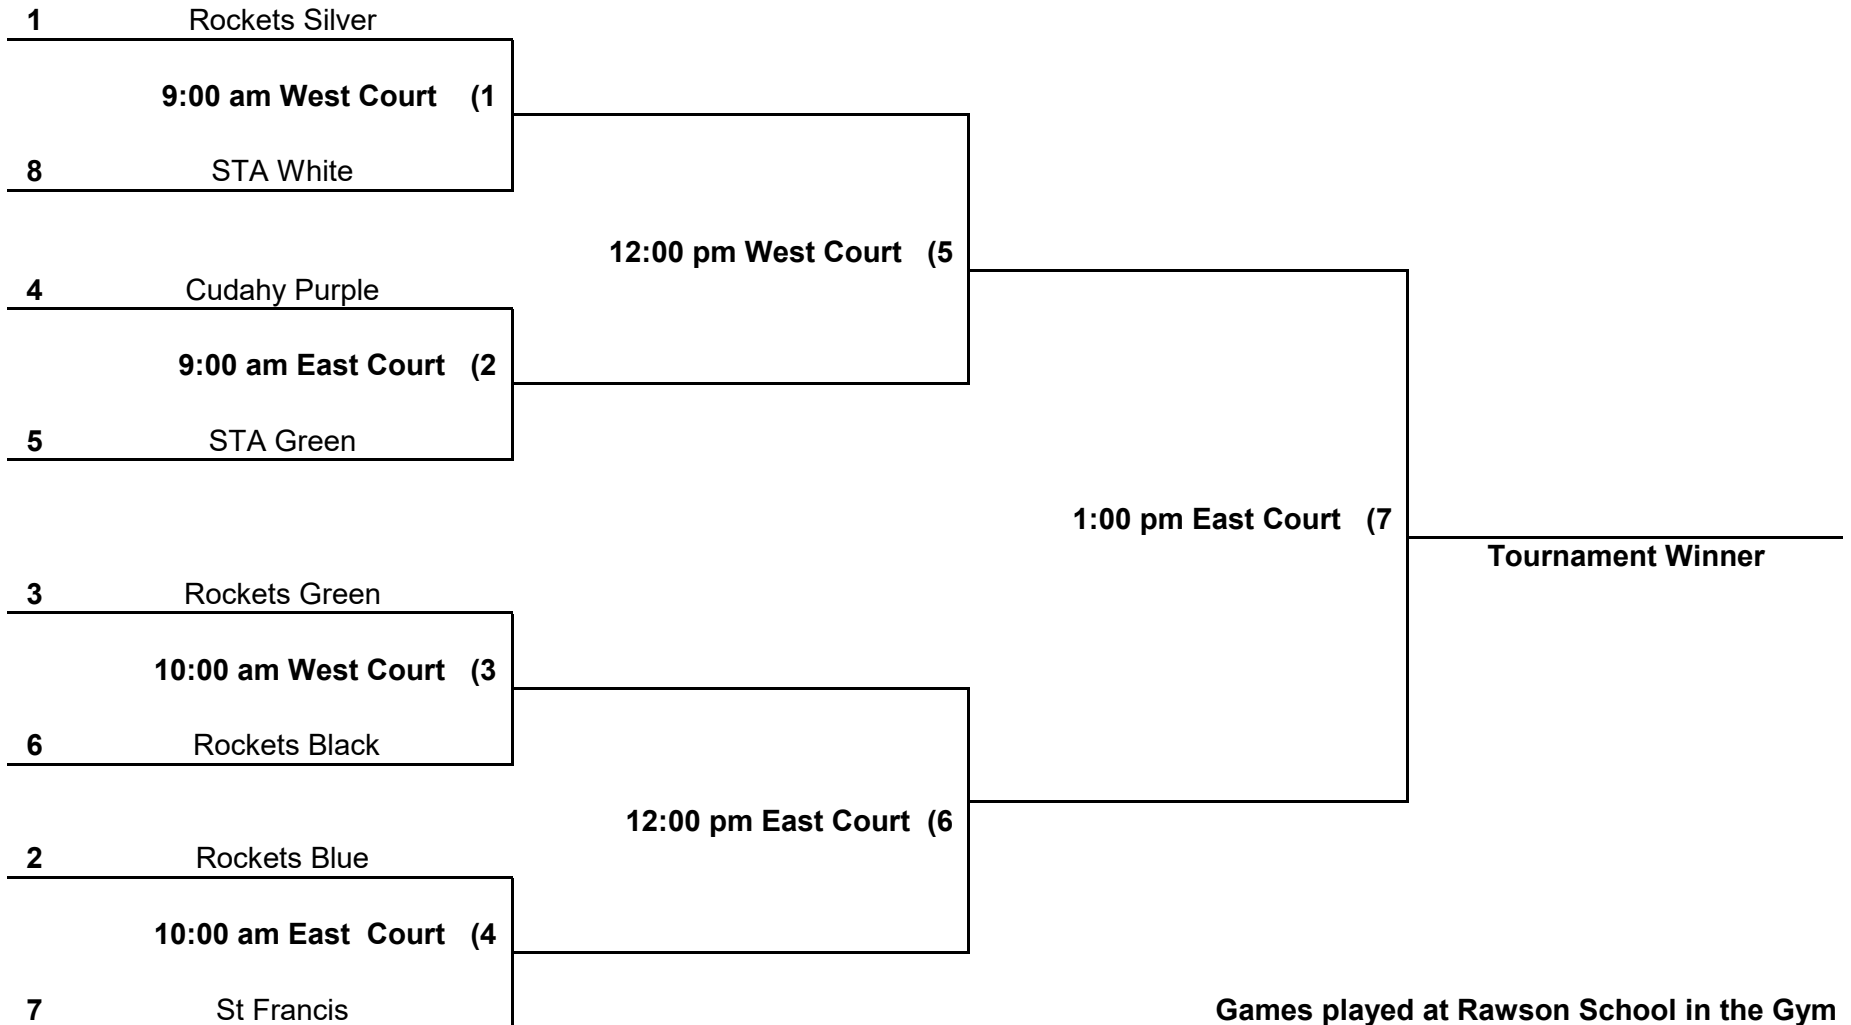 1 Rockets Silver
9:00 am West Court (1
8 STA White
12:00 pm West Court (5
4 Cudahy Purple
9:00 am East Court (2
5 STA Green
1:00 pm East Court (7
Tournament Winner
3 Rockets Green
10:00 am West Court (3
6 Rockets Black
12:00 pm East Court (6
2 Rockets Blue
10:00 am East Court (4
7 St Francis
Games played at Rawson School in the Gym